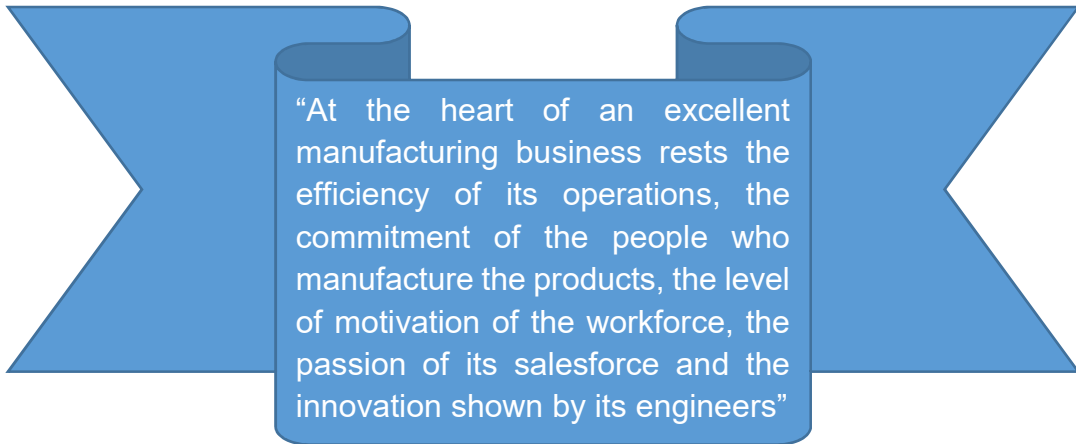 “At the heart of an excellent
manufacturing business rests the
efficiency of its operations, the
commitment of the people who
manufacture the products, the level
of motivation of the workforce, the
passion of its salesforce and the
innovation shown by its engineers”